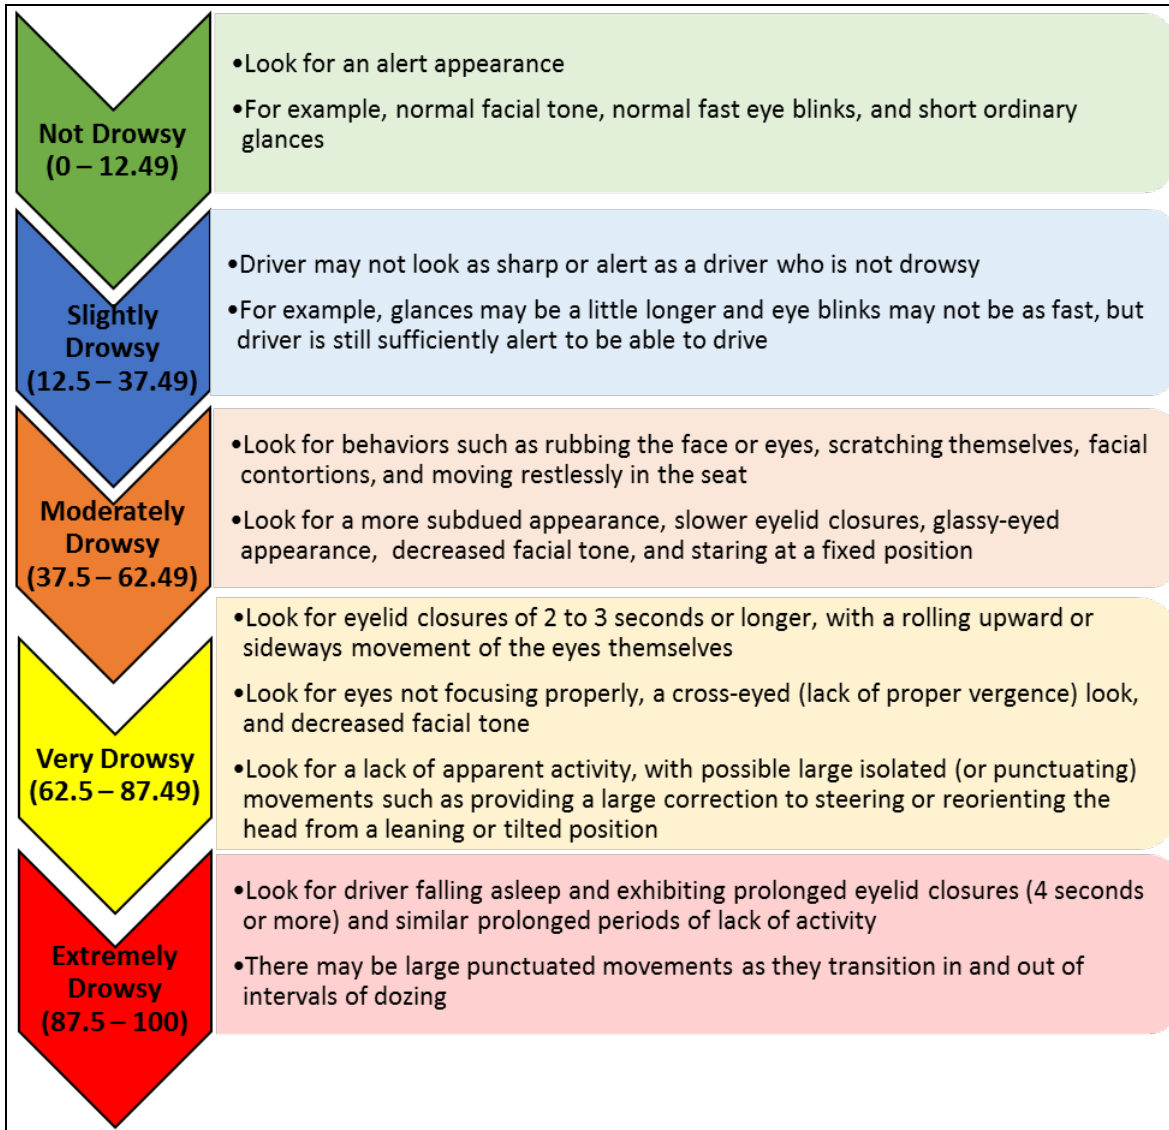 Not Drowsy
(0 – 12.49)
•Look for an alert appearance
•For example, normal facial tone, normal fast eye blinks, and short ordinary
glances
Slightly
Drowsy
(12.5 – 37.49)
•Driver may not look as sharp or alert as a driver who is not drowsy
•For example, glances may be a little longer and eye blinks may not be as fast, but
driver is still sufficiently alert to be able to drive
Moderately
Drowsy
(37.5 – 62.49)
•Look for behaviors such as rubbing the face or eyes, scratching themselves, facial
contortions, and moving restlessly in the seat
•Look for a more subdued appearance, slower eyelid closures, glassy-eyed
appearance, decreased facial tone, and staring at a fixed position
Very Drowsy
(62.5 – 87.49)
•Look for eyelid closures of 2 to 3 seconds or longer, with a rolling upward or
sideways movement of the eyes themselves
•Look for eyes not focusing properly, a cross-eyed (lack of proper vergence) look,
and decreased facial tone
•Look for a lack of apparent activity, with possible large isolated (or punctuating)
movements such as providing a large correction to steering or reorienting the
head from a leaning or tilted position
Extremely
Drowsy
(87.5 – 100)
•Look for driver falling asleep and exhibiting prolonged eyelid closures (4 seconds
or more) and similar prolonged periods of lack of activity
•There may be large punctuated movements as they transition in and out of
intervals of dozing